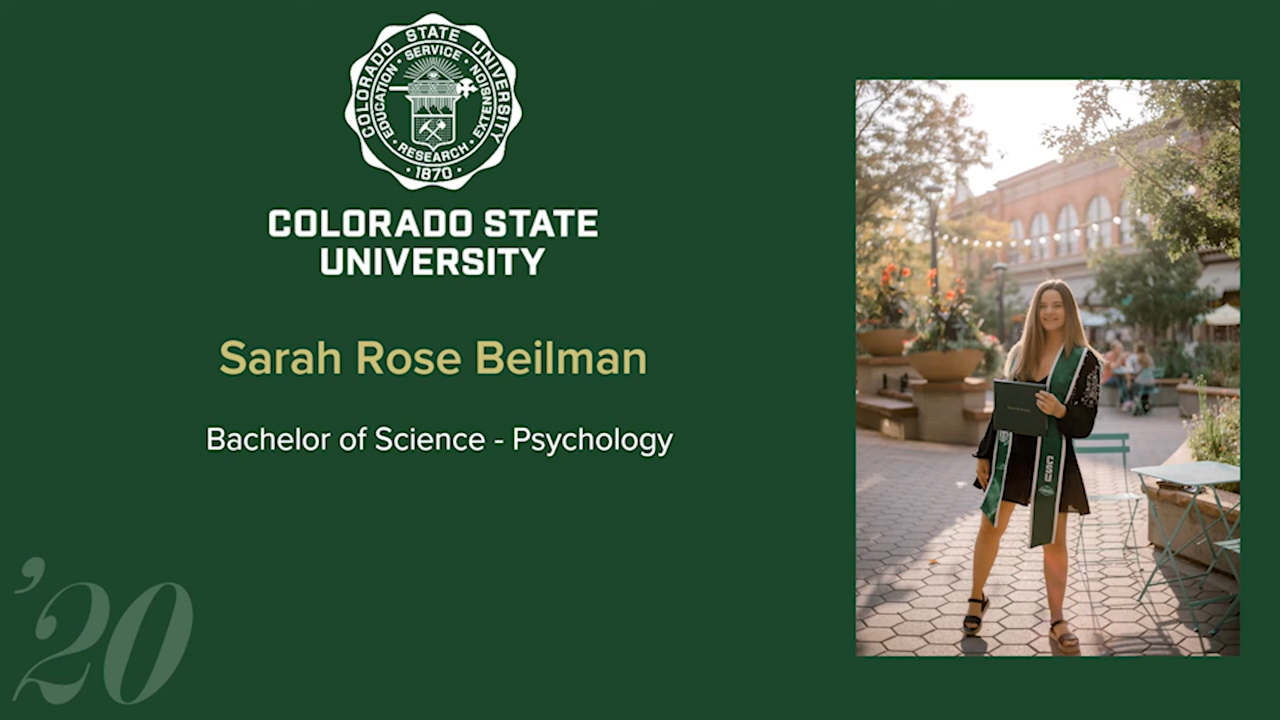 COLORADO STATE UNIVERSITY
EDUCATION • SERVICE • EXTENSION
• RESEARCH •
• 1870 •
COLORADO STATE
UNIVERSITY
Sarah Rose Beilman
Bachelor of Science - Psychology
’20
CSU